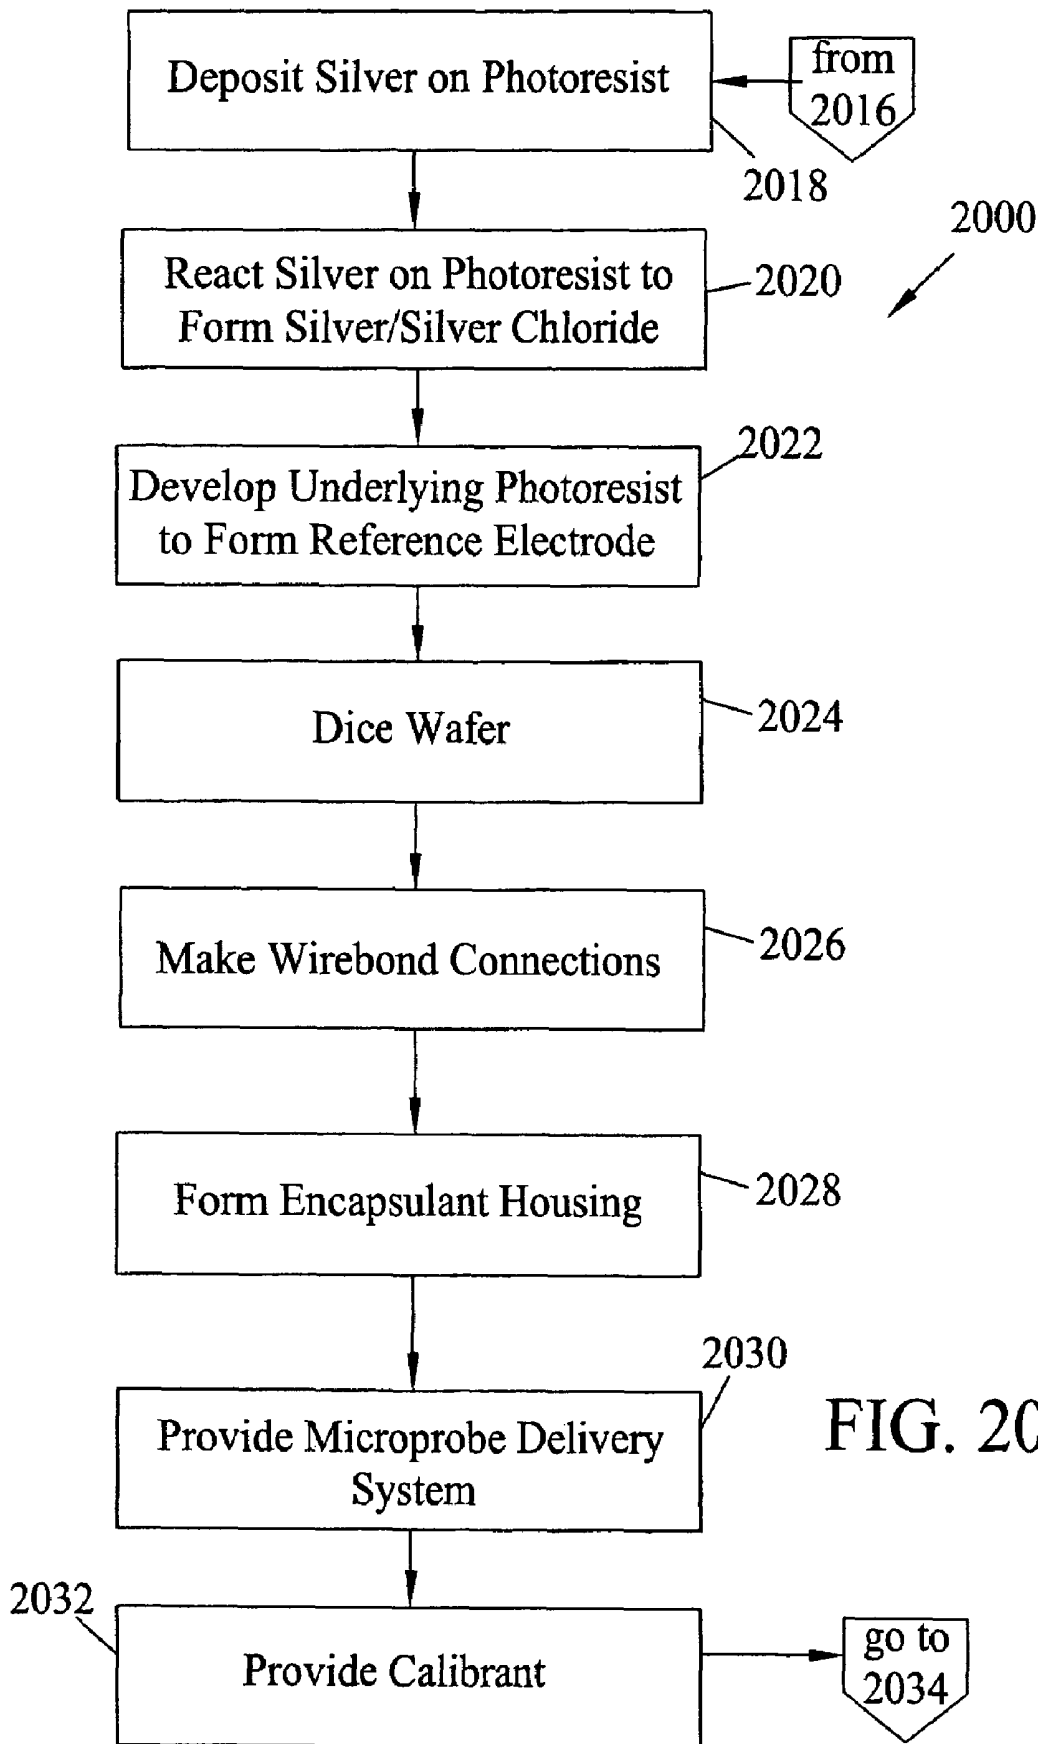 Deposit Silver on Photoresist
from
2016
2018
2000
React Silver on Photoresist to
Form Silver/Silver Chloride
2020
2022
Develop Underlying Photoresist
to Form Reference Electrode
Dice Wafer
2024
Make Wirebond Connections
2026
Form Encapsulant Housing
2028
2030
Provide Microprobe Delivery
System
FIG. 20
2032
Provide Calibrant
go to
2034